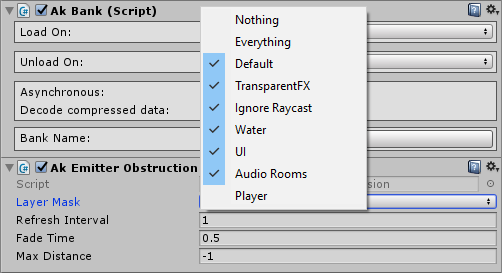 Ak Bank (Script)
Load On:
Unload On:
Asynchronous:
Decode compressed data:
Bank Name:
Nothing
Everything
Default
TransparentFX
Ignore Raycast
Water
UI
Audio Rooms
Player
Ak Emitter Obstruction
Script
Layer Mask
Refresh Interval 1
Fade Time 0.5
Max Distance -1